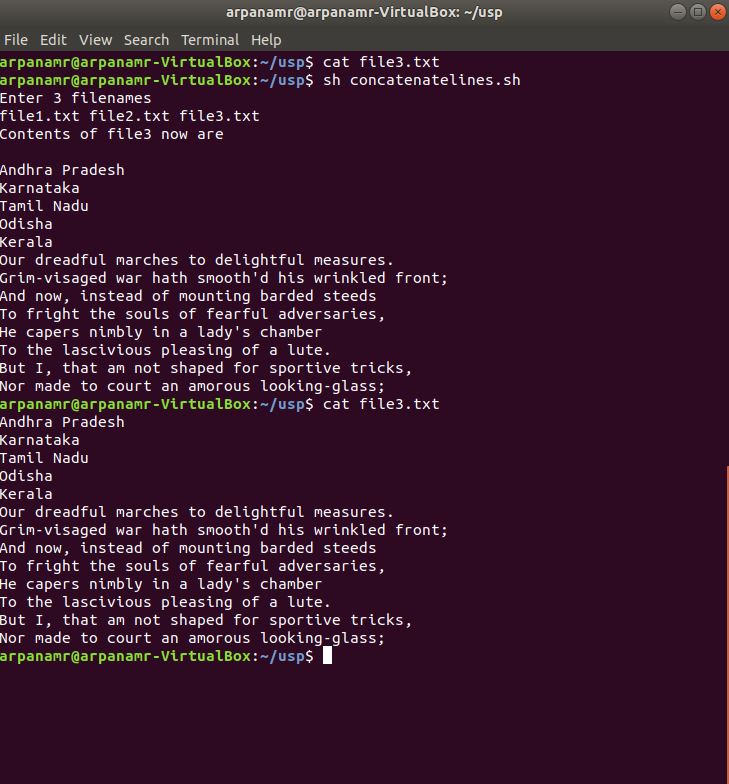 arpanamr@arpanamr-VirtualBox: ~/usp
File Edit View Search Terminal Help
arpanamr@arpanamr-VirtualBox:~/usp$ cat file3.txt
arpanamr@arpanamr-VirtualBox:~/usp$ sh concatenatelines.sh
Enter 3 filenames
file1.txt file2.txt file3.txt
Contents of file3 now are

Andhra Pradesh
Karnataka
Tamil Nadu
Odisha
Kerala
Our dreadful marches to delightful measures.
Grim-visaged war hath smooth'd his wrinkled front;
And now, instead of mounting barded steeds
To fright the souls of fearful adversaries,
He capers nimbly in a lady's chamber
To the lascivious pleasing of a lute.
But I, that am not shaped for sportive tricks,
Nor made to court an amorous looking-glass;
arpanamr@arpanamr-VirtualBox:~/usp$ cat file3.txt
Andhra Pradesh
Karnataka
Tamil Nadu
Odisha
Kerala
Our dreadful marches to delightful measures.
Grim-visaged war hath smooth'd his wrinkled front;
And now, instead of mounting barded steeds
To fright the souls of fearful adversaries,
He capers nimbly in a lady's chamber
To the lascivious pleasing of a lute.
But I, that am not shaped for sportive tricks,
Nor made to court an amorous looking-glass;
arpanamr@arpanamr-VirtualBox:~/usp$